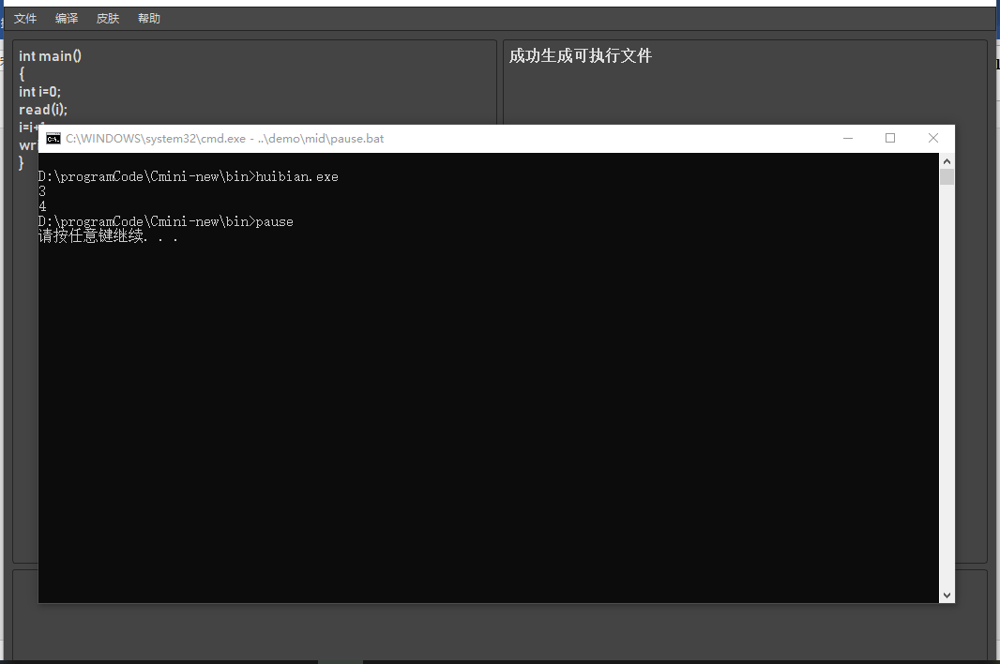 文件 编译 皮肤 帮助
int main()
{
int i=0;
read(i);
i=i+
wr
}
成功生成可执行文件
C:\WINDOWS\system32\cmd.exe - ..\demo\mid\pause.bat
D:\programCode\Cmini-new\bin>huibian.exe
3
4
D:\programCode\Cmini-new\bin>pause
请按任意键继续. . .